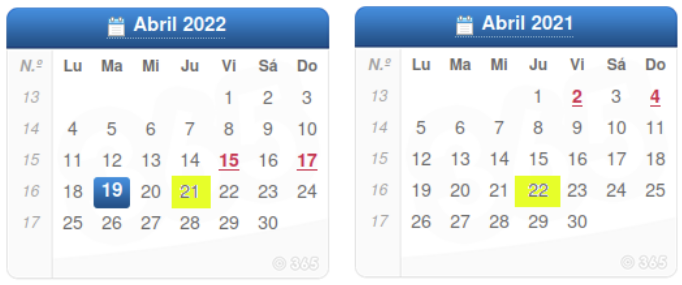 Abril 2022
N.º Lu Ma Mi Ju Vi Sá Do
13 1 2 3
14 4 5 6 7 8 9 10
15 11 12 13 14 15 16 17
16 18 19 20 21 22 23 24
17 25 26 27 28 29 30
© 365
Abril 2021
N.º Lu Ma Mi Ju Vi Sá Do
13 1 2 3 4
14 5 6 7 8 9 10 11
15 12 13 14 15 16 17 18
16 19 20 21 22 23 24 25
17 26 27 28 29 30
© 365